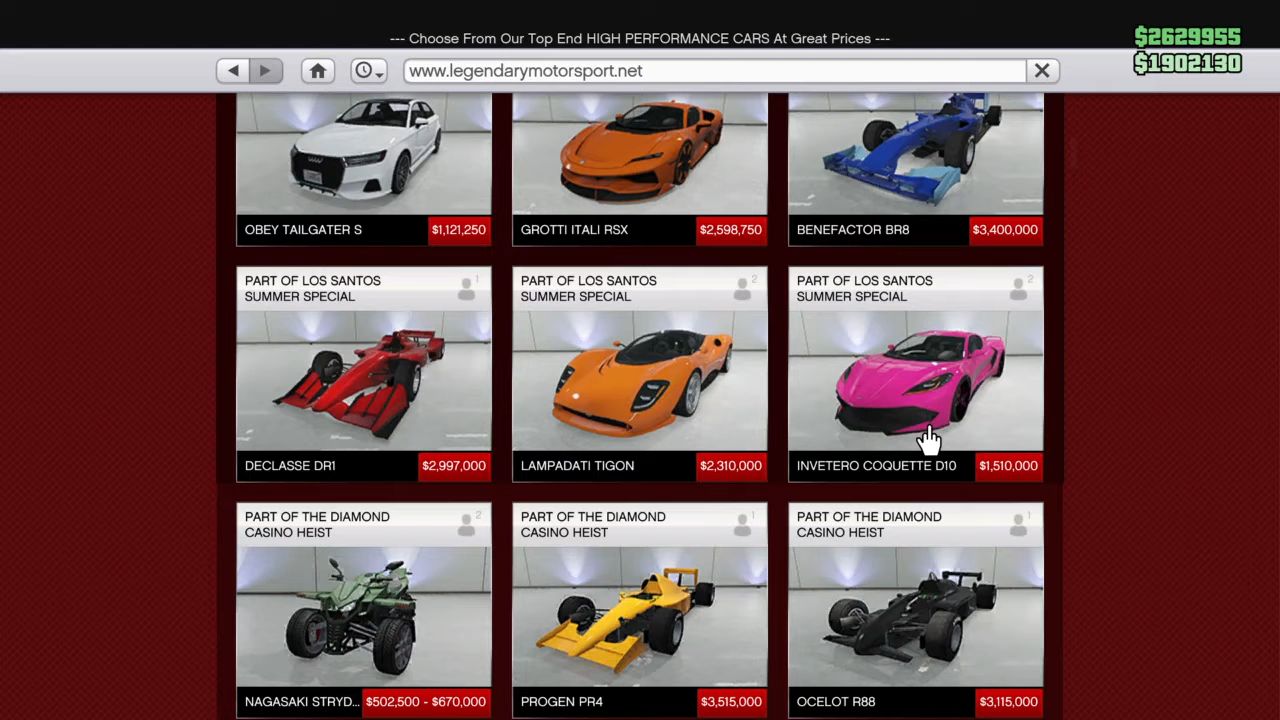 --- Choose From Our Top End HIGH PERFORMANCE CARS At Great Prices ---
$2629955
www.legendarymotorsport.net
$1902130
OBEY TAILGATER S $1,121,250
GROTTI ITALI RSX $2,598,750
BENEFACTOR BR8 $3,400,000
PART OF LOS SANTOS
SUMMER SPECIAL
1
DECLASSE DR1 $2,997,000
PART OF LOS SANTOS
SUMMER SPECIAL
2
LAMPADATI TIGON $2,310,000
PART OF LOS SANTOS
SUMMER SPECIAL
2
INVETERO COQUETTE D10 $1,510,000
PART OF THE DIAMOND
CASINO HEIST
2
NAGASAKI STRYD... $502,500 - $670,000
PART OF THE DIAMOND
CASINO HEIST
1
PROGEN PR4 $3,515,000
PART OF THE DIAMOND
CASINO HEIST
1
OCELOT R88 $3,115,000